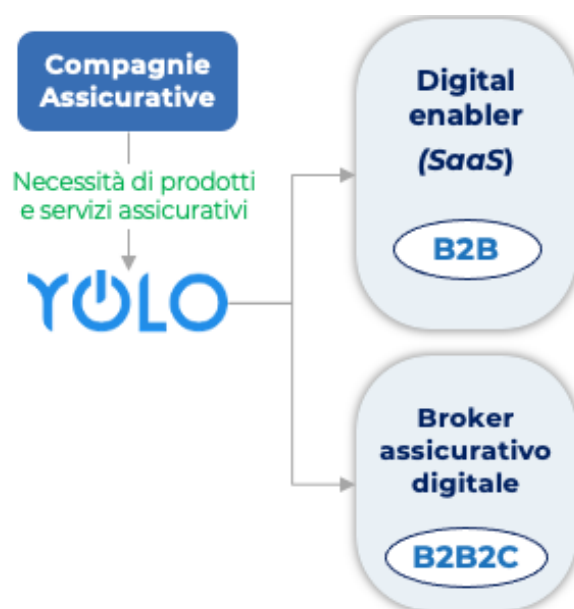 Compagnie
Assicurative
Necessità di prodotti
e servizi assicurativi
YOLO
Digital
enabler
(SaaS)
B2B
Broker
assicurativo
digitale
B2B2C